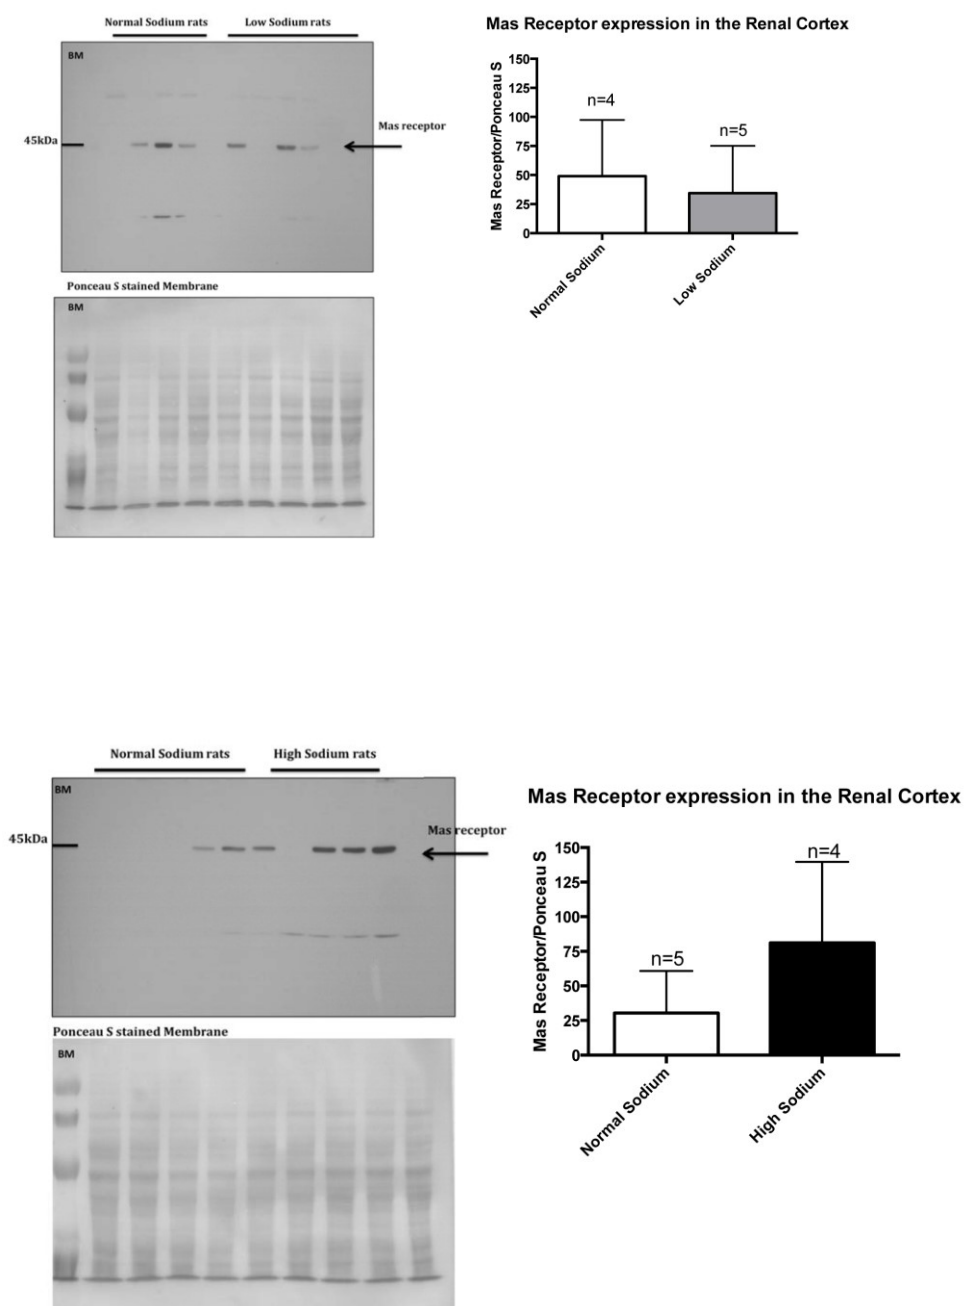 Normal Sodium rats
Low Sodium rats
BM
45kDa
Mas receptor
Ponceau S stained Membrane
BM
Mas Receptor expression in the Renal Cortex
Mas Receptor/Ponceau S
150
125
100
75
50
25
0
n=4
n=5
Normal Sodium
Low Sodium
Normal Sodium rats
High Sodium rats
BM
45kDa
Mas receptor
Ponceau S stained Membrane
BM
Mas Receptor expression in the Renal Cortex
Mas Receptor/Ponceau S
150
125
100
75
50
25
0
n=5
n=4
Normal Sodium
High Sodium